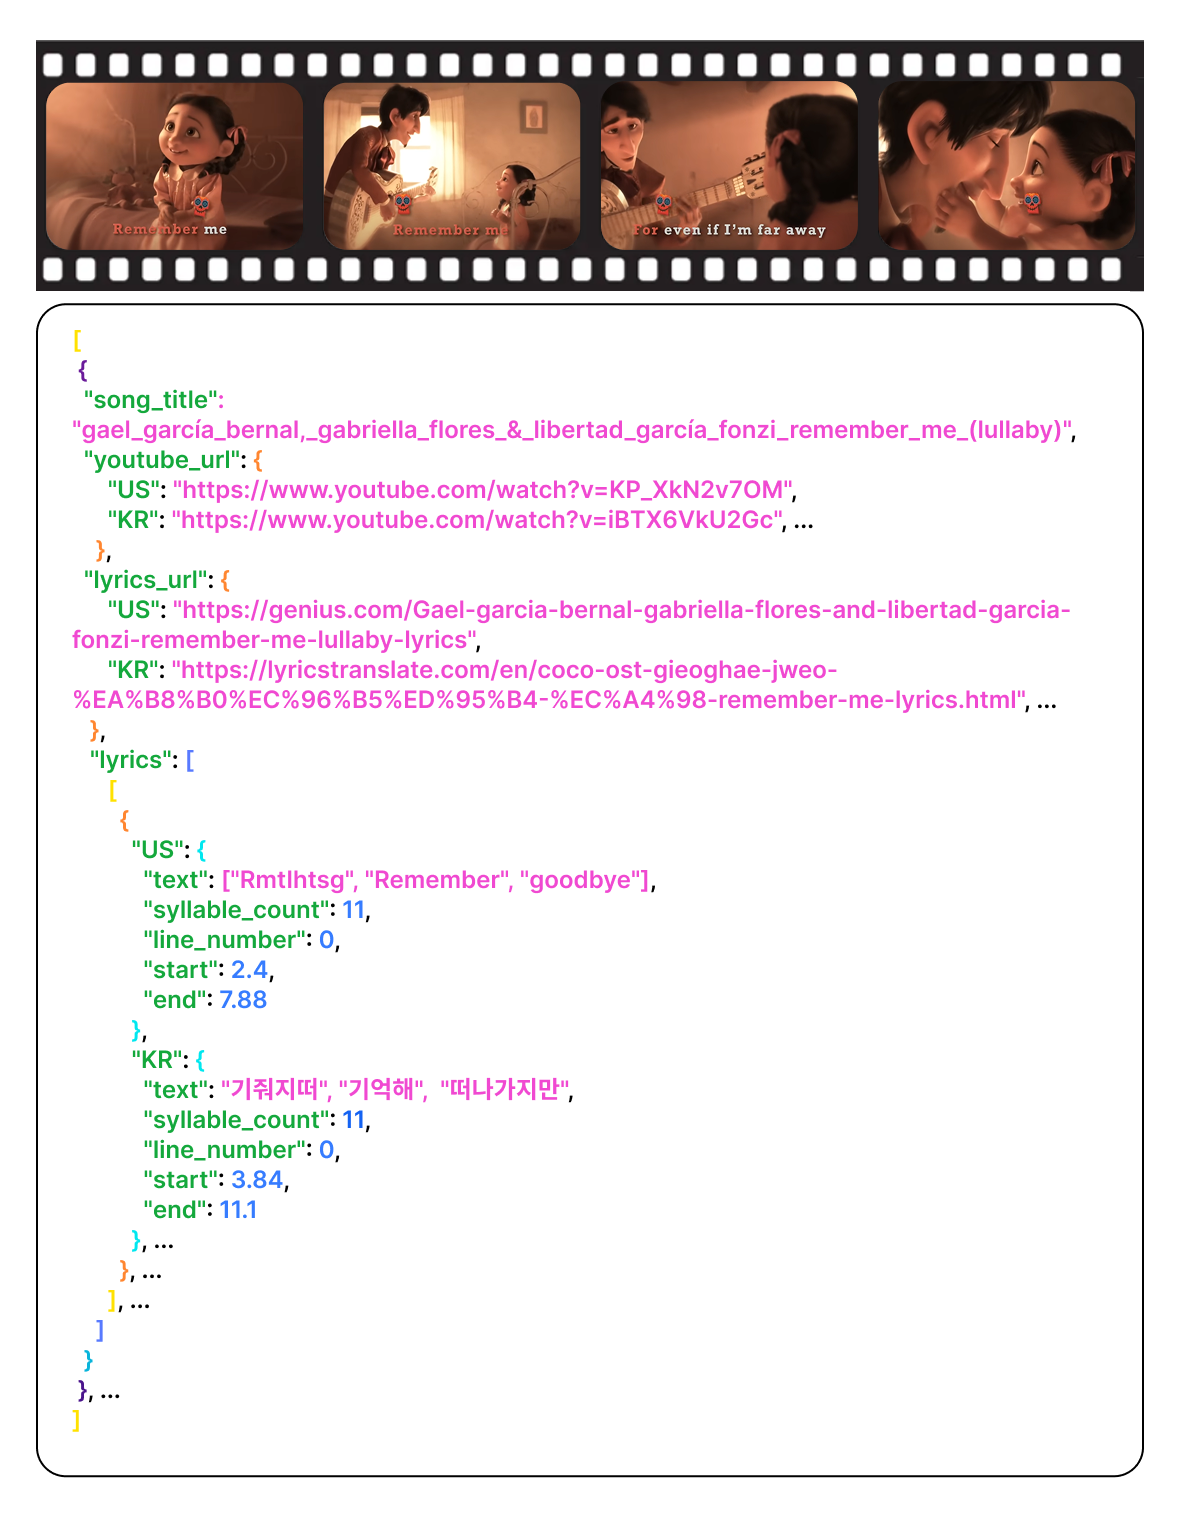 Remember me
Remember me
For even if I'm far away
[
{
"song_title":
"gael_garcía_bernal,_gabriella_flores_&_libertad_garcía_fonzi_remember_me_(lullaby)",
"youtube_url": {
"US": "https://www.youtube.com/watch?v=KP_XkN2v7OM",
"KR": "https://www.youtube.com/watch?v=iBTX6VkU2Gc", ...
},
"lyrics_url": {
"US": "https://genius.com/Gael-garcia-bernal-gabriella-flores-and-libertad-garcia-
fonzi-remember-me-lullaby-lyrics",
"KR": "https://lyricstranslate.com/en/coco-ost-gieoghae-jweo-
%EA%B8%B0%EC%96%B5%ED%95%B4-%EC%A4%98-remember-me-lyrics.html", ...
},
"lyrics": [
[
{
"US": {
"text": ["Rmtlhtsg", "Remember", "goodbye"],
"syllable_count": 11,
"line_number": 0,
"start": 2.4,
"end": 7.88
},
"KR": {
"text": "기줘지떠", "기억해", "떠나가지만",
"syllable_count": 11,
"line_number": 0,
"start": 3.84,
"end": 11.1
}, ...
}, ...
], ...
]
}
}, ...
]